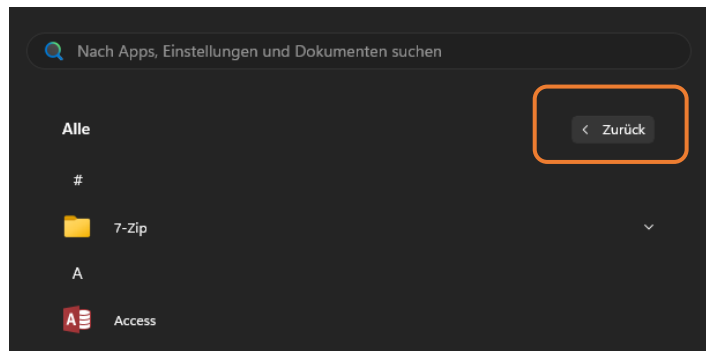 Nach Apps, Einstellungen und Dokumenten suchen
Alle
Zurück
#
7-Zip
A
A
Access